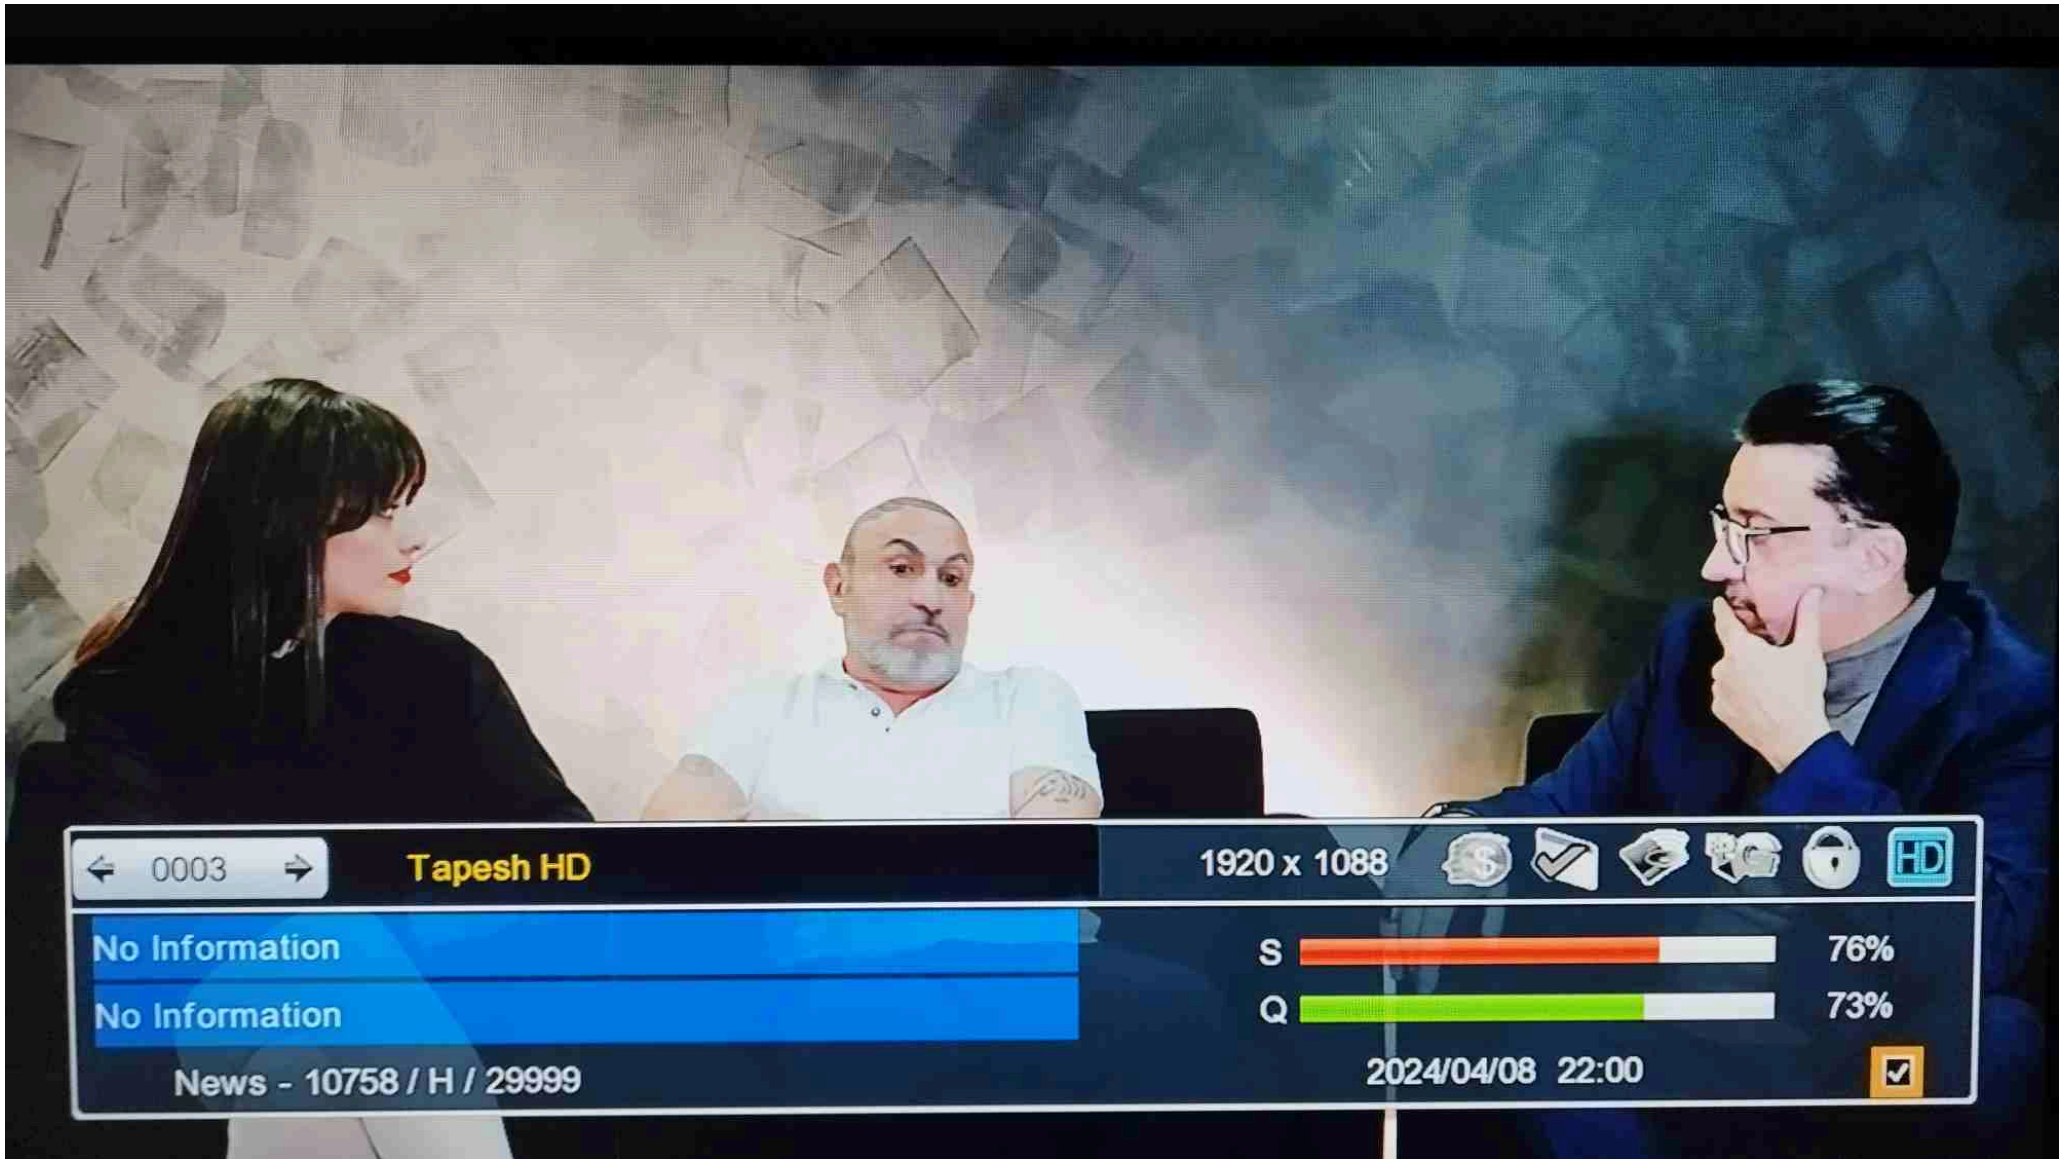 0003
Tapesh HD
1920 x 1088
HD
No Information
S 76%
No Information
Q 73%
News - 10758 / H / 29999
2024/04/08 22:00